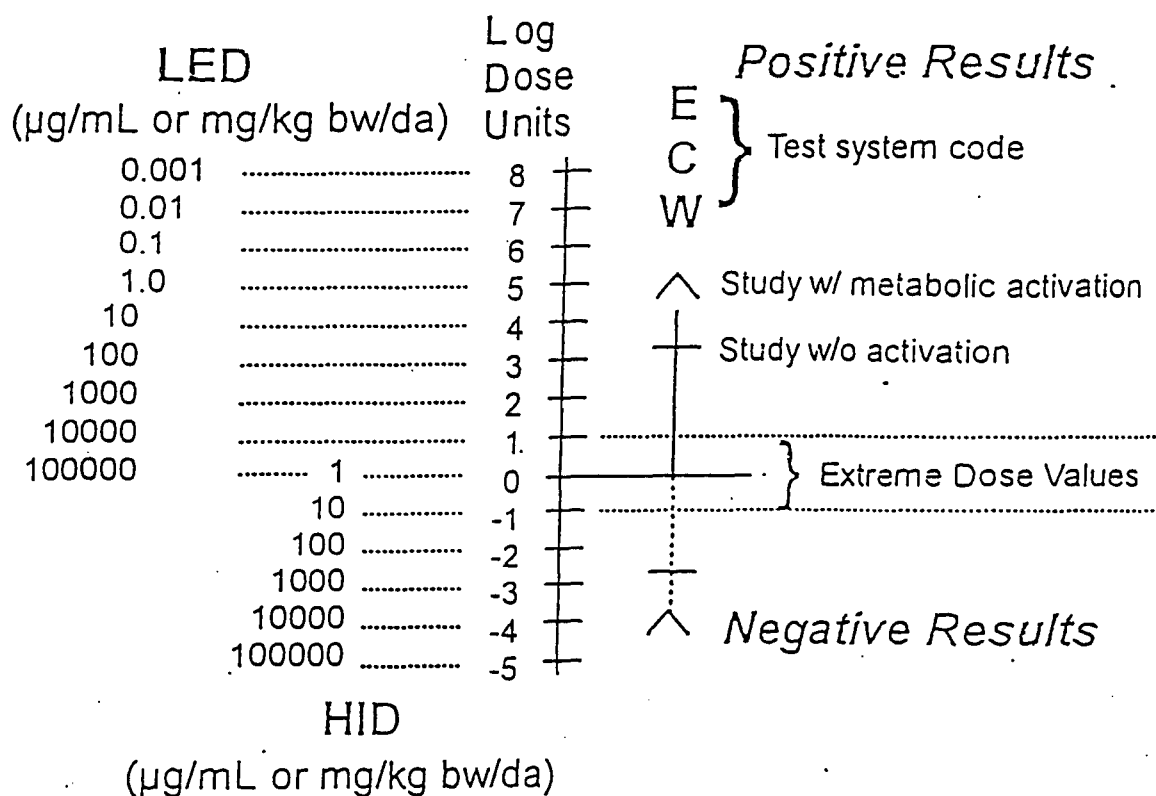 LED
(µg/mL or mg/kg bw/da)
Log
Dose
Units
Positive Results
E
C
W
Test system code
0.001 8
0.01 7
0.1 6
1.0 5
10 4
100 3
1000 2
10000 1
100000 1 0
10 -1
100 -2
1000 -3
10000 -4
100000 -5
Study w/ metabolic activation
Study w/o activation
Extreme Dose Values
Negative Results
HID
(µg/mL or mg/kg bw/da)